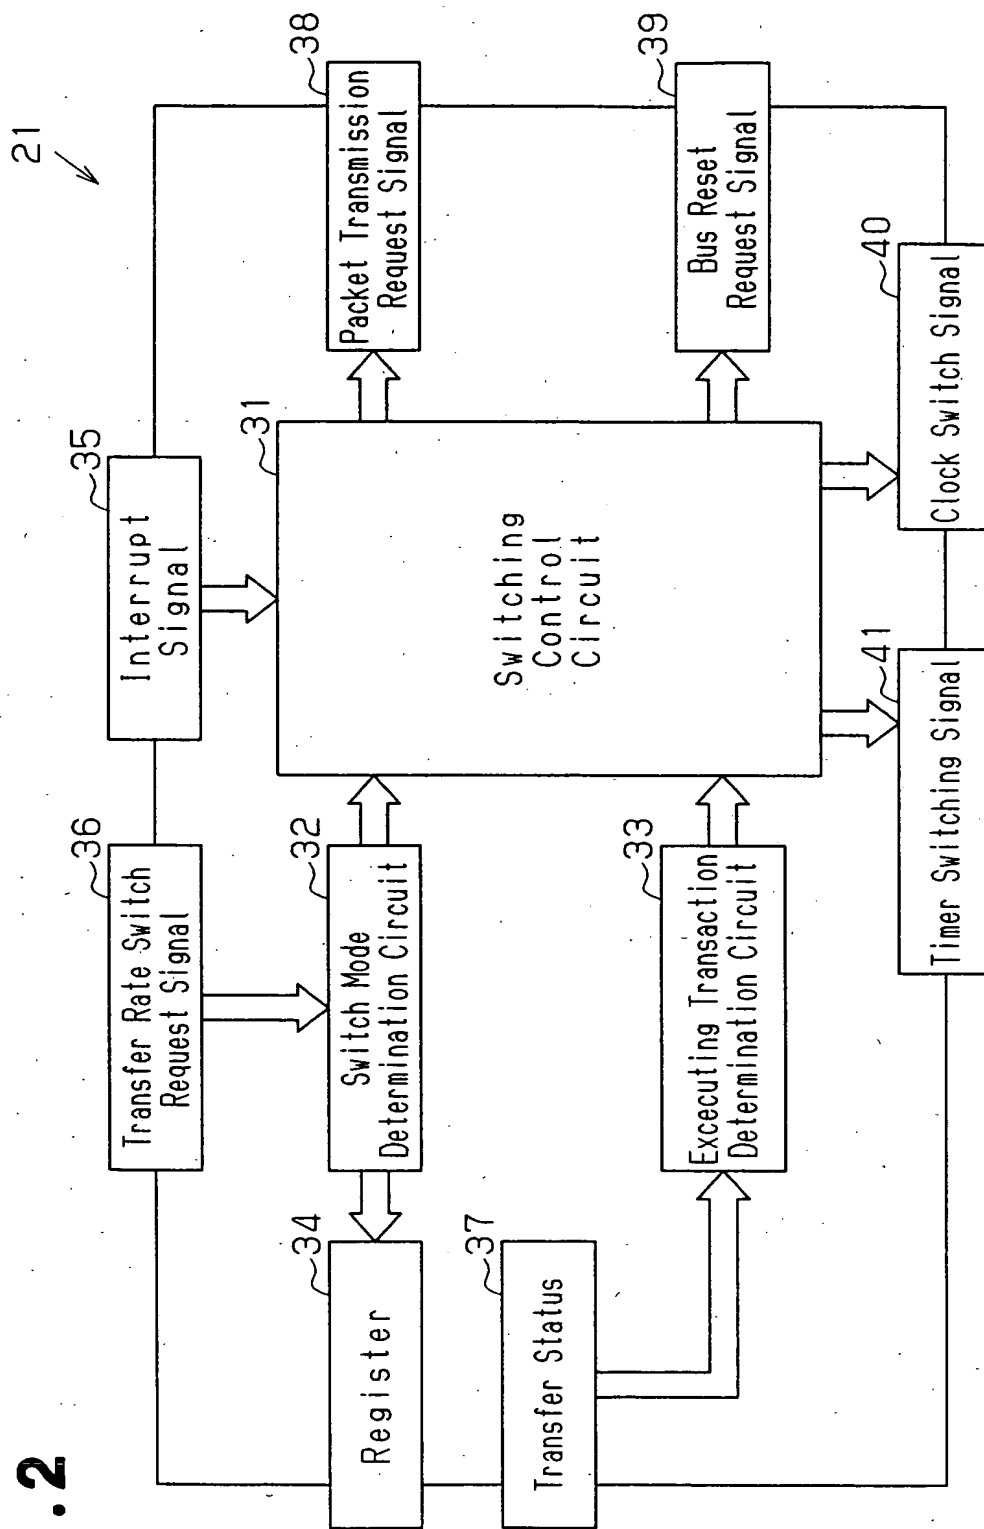 .2
21
36
Transfer Rate Switch
Request Signal
35
Interrupt
Signal
34
Register
32
Switch Mode
Determination Circuit
31
Switching
Control
Circuit
38
Packet Transmission
Request Signal
37
Transfer Status
33
Excecuting Transaction
Determination Circuit
39
Bus Reset
Request Signal
41
Timer Switching Signal
40
Clock Switch Signal